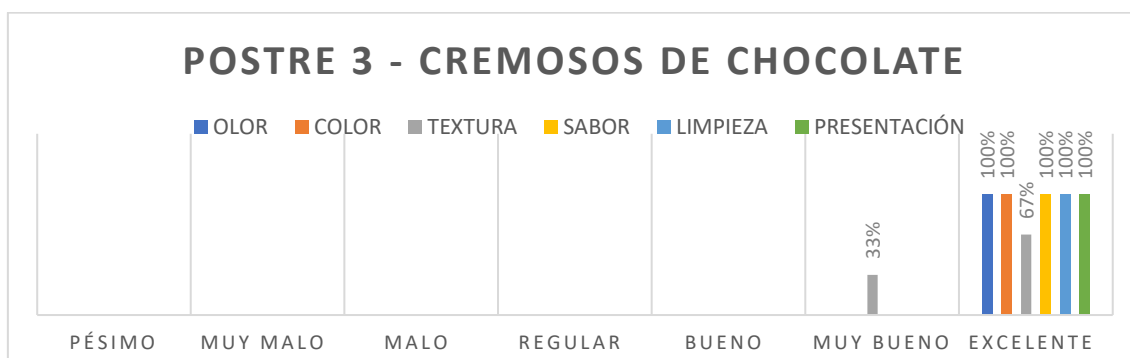 POSTRE 3 - CREMOSOS DE CHOCOLATE
OLOR COLOR TEXTURA SABOR LIMPIEZA PRESENTACIÓN
33%
100%
100%
67%
100%
100%
100%
PÉSIMO MUY MALO MALO REGULAR BUENO MUY BUENO EXCELENTE